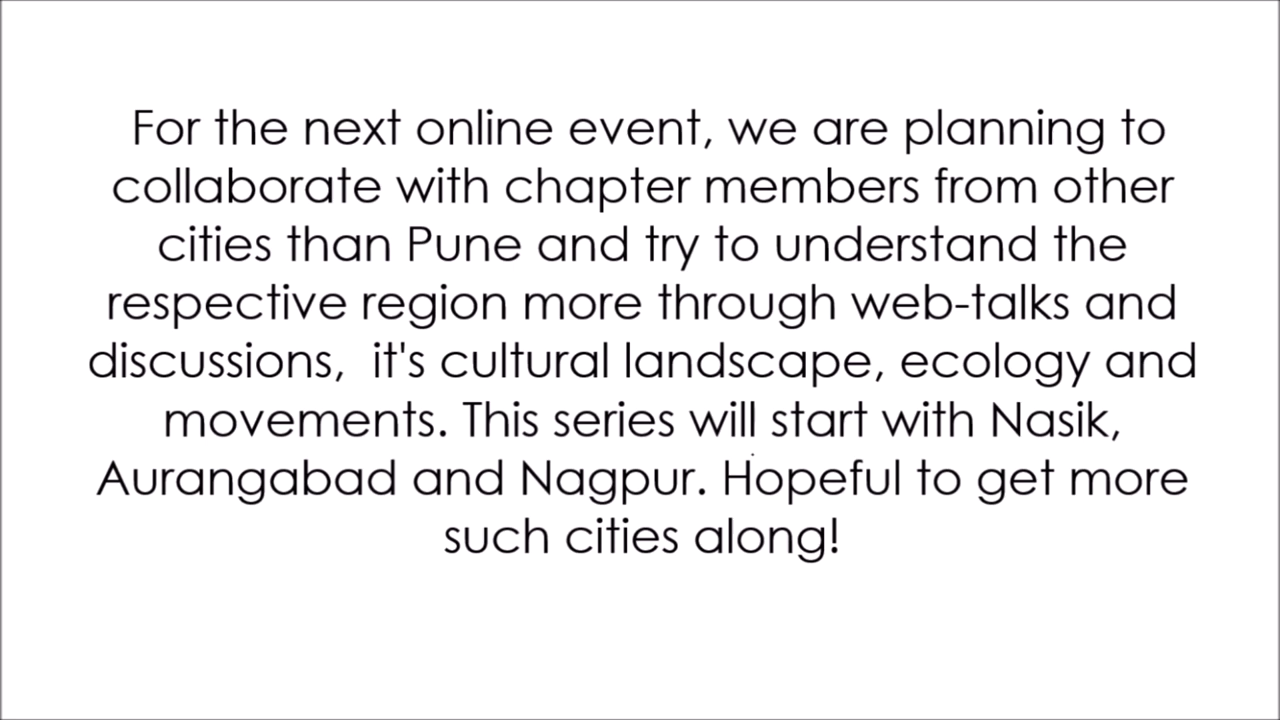 For the next online event, we are planning to
collaborate with chapter members from other
cities than Pune and try to understand the
respective region more through web-talks and
discussions,  it's cultural landscape, ecology and
movements. This series will start with Nasik,
Aurangabad and Nagpur. Hopeful to get more
such cities along!